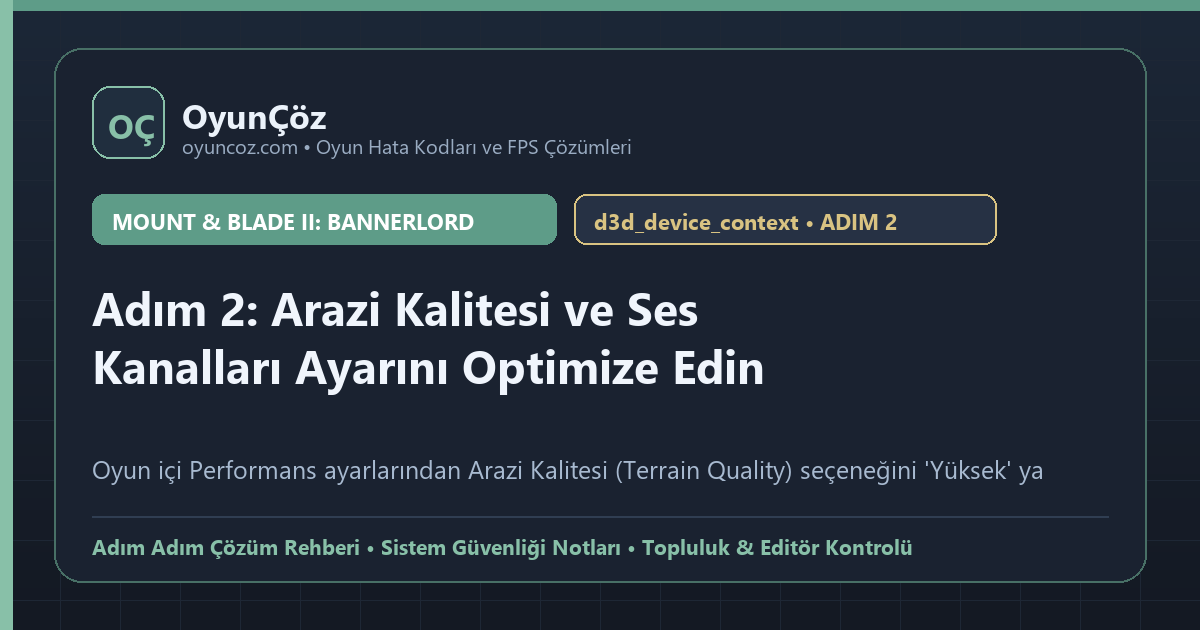 OÇ
OyunÇöz
oyuncoz.com • Oyun Hata Kodları ve FPS Çözümleri
MOUNT & BLADE II: BANNERLORD
d3d_device_context • ADIM 2
Adım 2: Arazi Kalitesi ve Ses
Kanalları Ayarını Optimize Edin
Oyun içi Performans ayarlarından Arazi Kalitesi (Terrain Quality) seçeneğini 'Yüksek' ya
Adım Adım Çözüm Rehberi • Sistem Güvenliği Notları • Topluluk & Editör Kontrolü